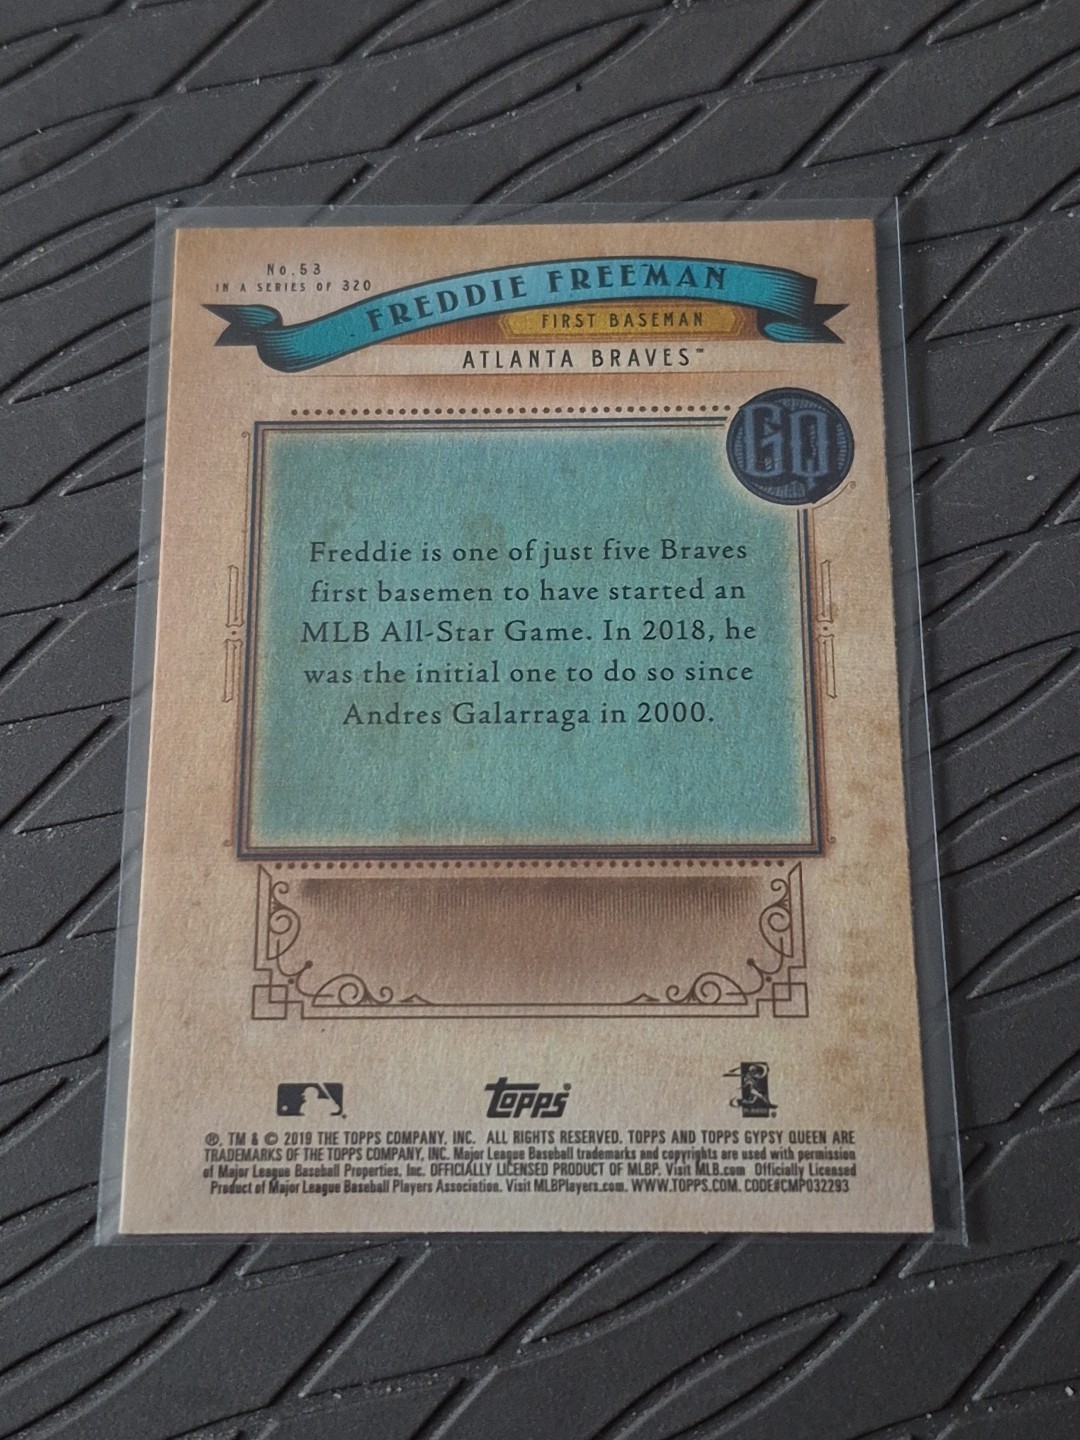 No.53
IN A SERIES OF 320
FREDDIE FREEMAN
FIRST BASEMAN
ATLANTA BRAVES™
GQ
Freddie is one of just five Braves
first basemen to have started an
MLB All-Star Game. In 2018, he
was the initial one to do so since
Andres Galarraga in 2000.
topps
®, TM & © 2019 THE TOPPS COMPANY, INC. ALL RIGHTS RESERVED. TOPPS AND TOPPS GYPSY QUEEN ARE
TRADEMARKS OF THE TOPPS COMPANY, INC. Major League Baseball trademarks and copyrights are used with permission
of Major League Baseball Properties, Inc. OFFICIALLY LICENSED PRODUCT OF MLBP. Visit MLB.com Officially Licensed
Product of Major League Baseball Players Association. Visit MLBPlayers.com. WWW.TOPPS.COM. CODE#CMP032293